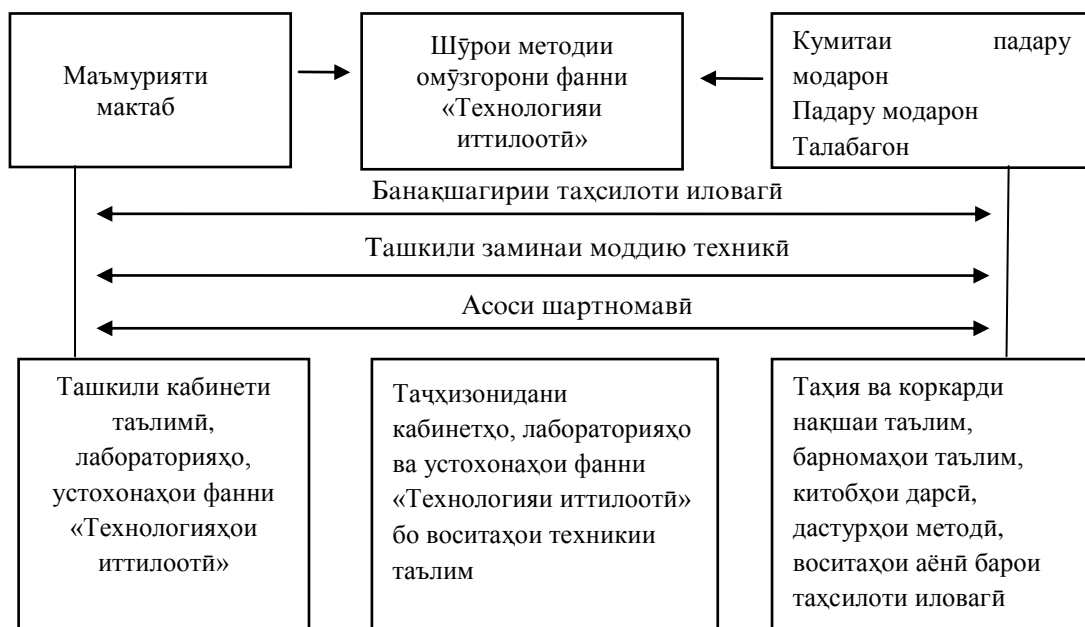 Маъмурияти
мактаб
Шӯрои методии
омӯзгорони фанни
«Технологияи
иттилоотӣ»
Кумитаи падару
модарон
Падару модарон
Талабагон
Банақшагирии таҳсилоти иловагӣ
Ташкили заминаи моддию техникӣ
Асоси шартномавӣ
Ташкили кабинети
таълимӣ,
лабораторияҳо,
устохонаҳои фанни
«Технологияҳои
иттилоотӣ»
Таҷҳизонидани
кабинетҳо, лабораторияҳо
ва устохонаҳои фанни
«Технологияи иттилоотӣ»
бо воситаҳои техникии
таълим
Таҳия ва коркарди
нақшаи таълим,
барномаҳои таълим,
китобҳои дарсӣ,
дастурҳои методӣ,
воситаҳои аёнӣ барои
таҳсилоти иловагӣ